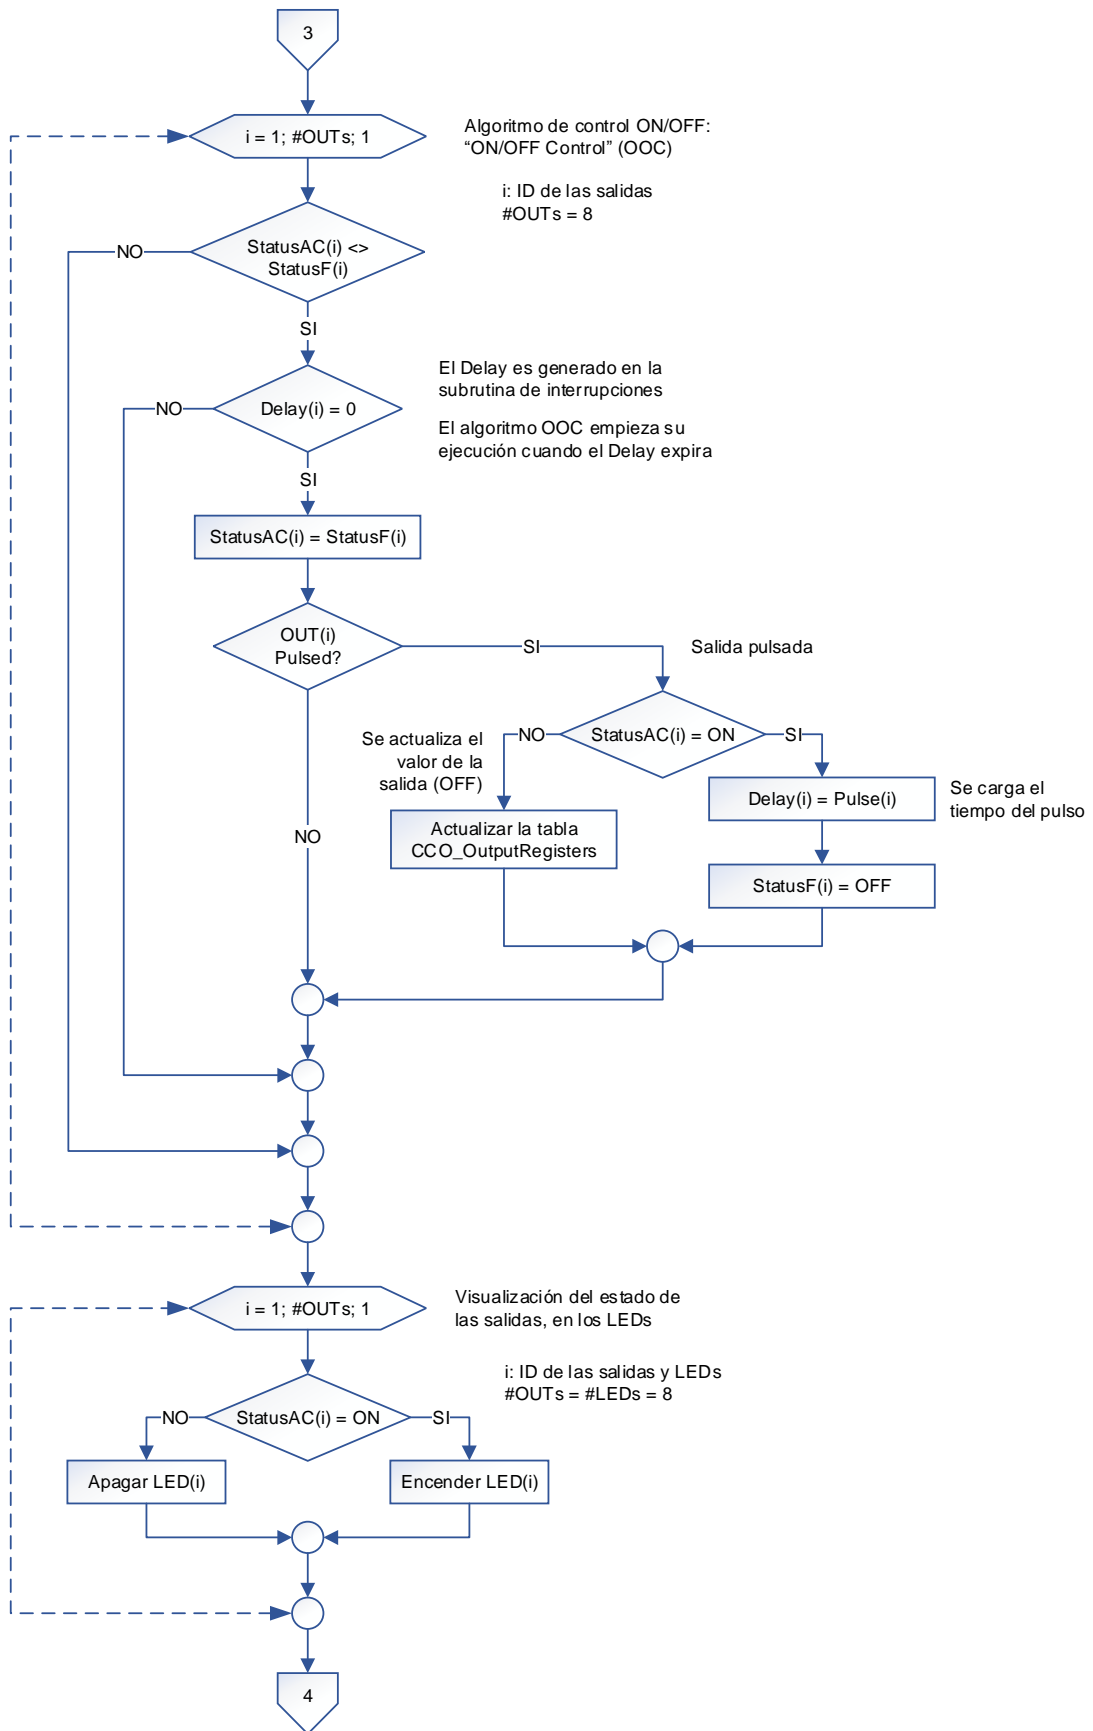 3
i = 1; #OUTs; 1
Algoritmo de control ON/OFF:
“ON/OFF Control” (OOC)
i: ID de las salidas
#OUTs = 8
StatusAC(i) <>
StatusF(i)
NO
SI
El Delay es generado en la
subrutina de interrupciones
Delay(i) = 0
NO
El algoritmo OOC empieza su
ejecución cuando el Delay expira
SI
StatusAC(i) = StatusF(i)
OUT(i)
Pulsed?
SI
Salida pulsada
NO
StatusAC(i) = ON
NO
SI
Se actualiza el
valor de la
salida (OFF)
Delay(i) = Pulse(i)
Se carga el
tiempo del pulso
Actualizar la tabla
CCO_OutputRegisters
StatusF(i) = OFF
i = 1; #OUTs; 1
Visualización del estado de
las salidas, en los LEDs
i: ID de las salidas y LEDs
#OUTs = #LEDs = 8
NO
StatusAC(i) = ON
SI
Apagar LED(i)
Encender LED(i)
4